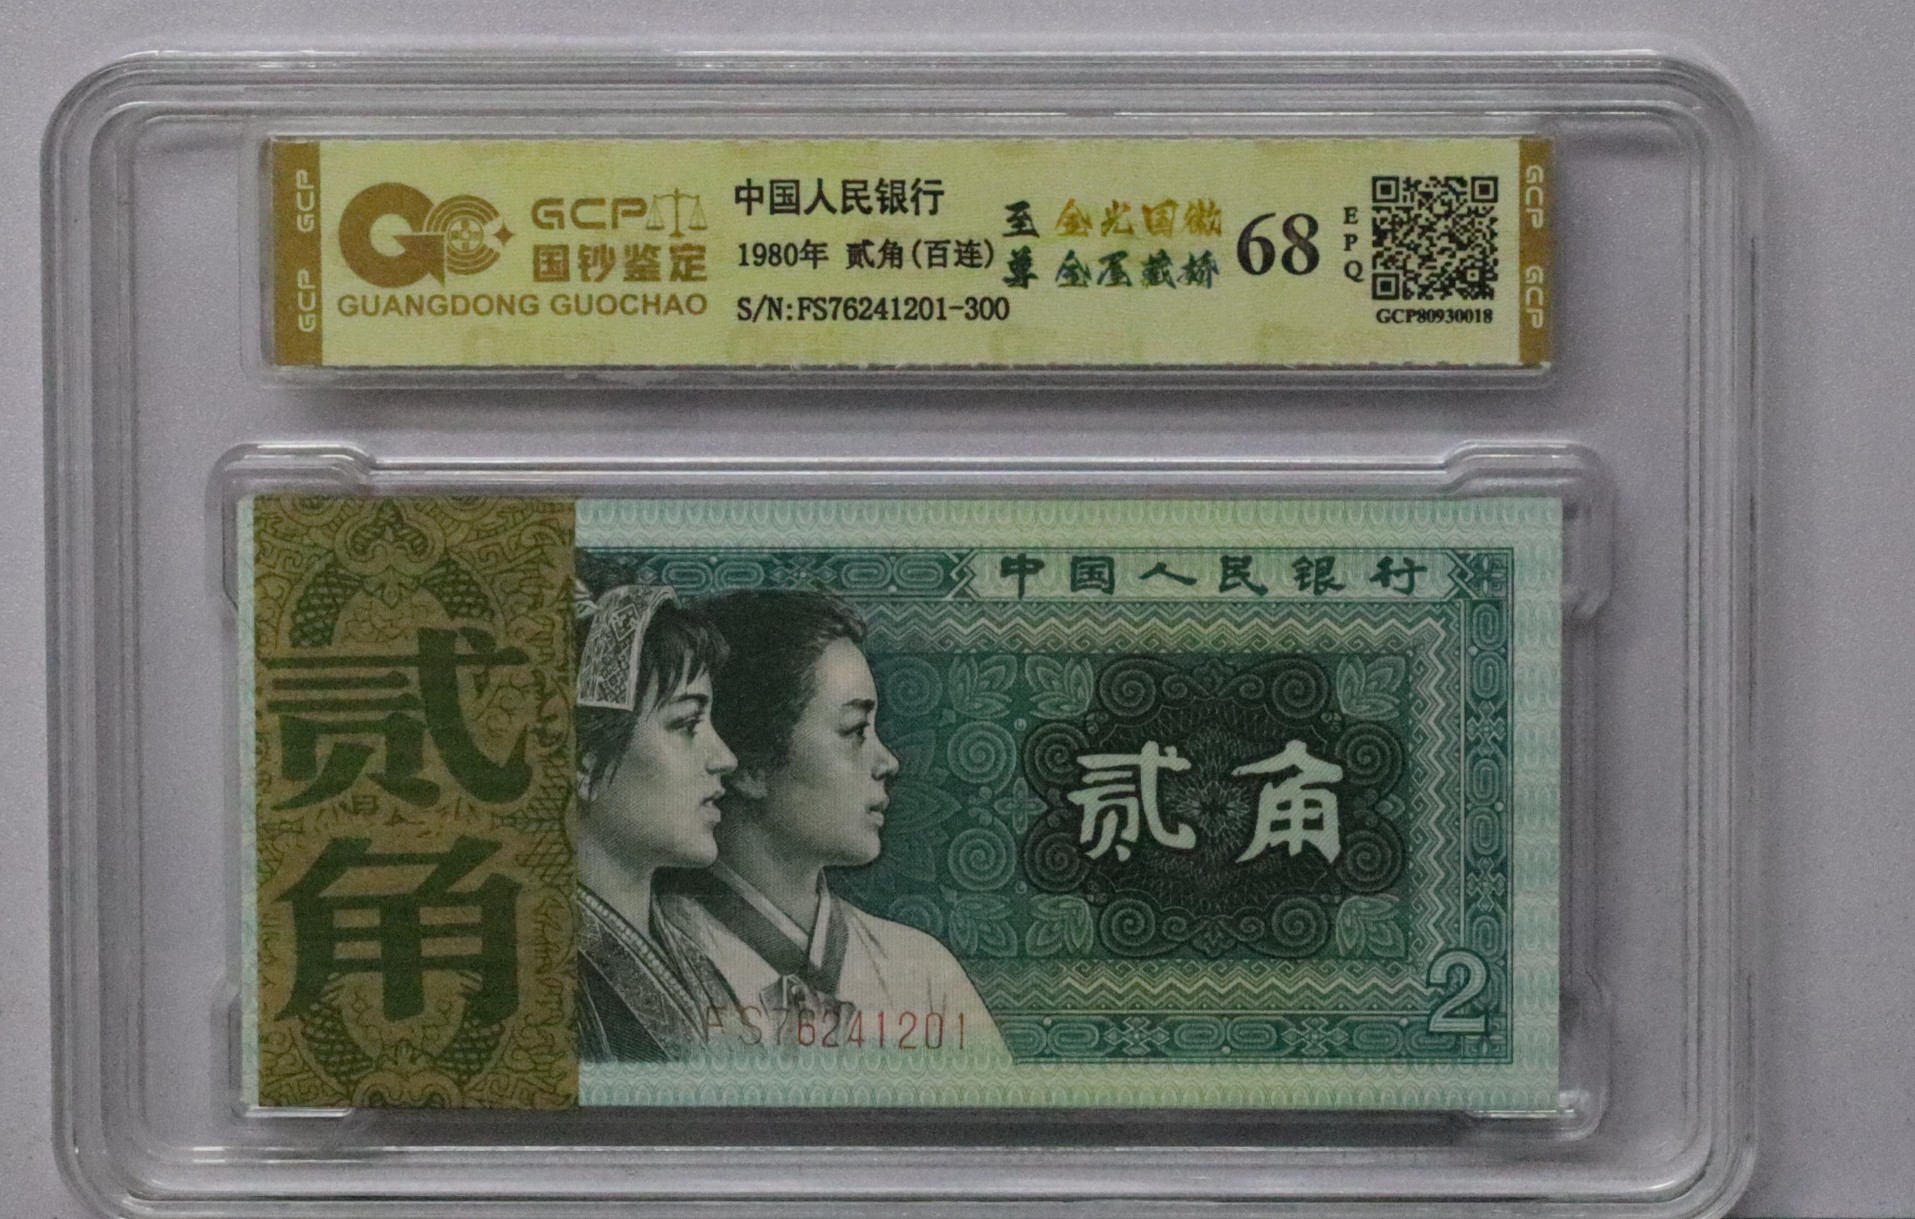 GCP
GCP
GCP
国钞鉴定
GUANGDONG GUOCHAO
中国人民银行
1980年 贰角(百连)
S/N:FS76241201-300
至尊
金光国徽
金屋藏娇
68
EPQ
GCP80930018
GCP
GCP
贰角
中国人民银行
贰角
2
FS76241201